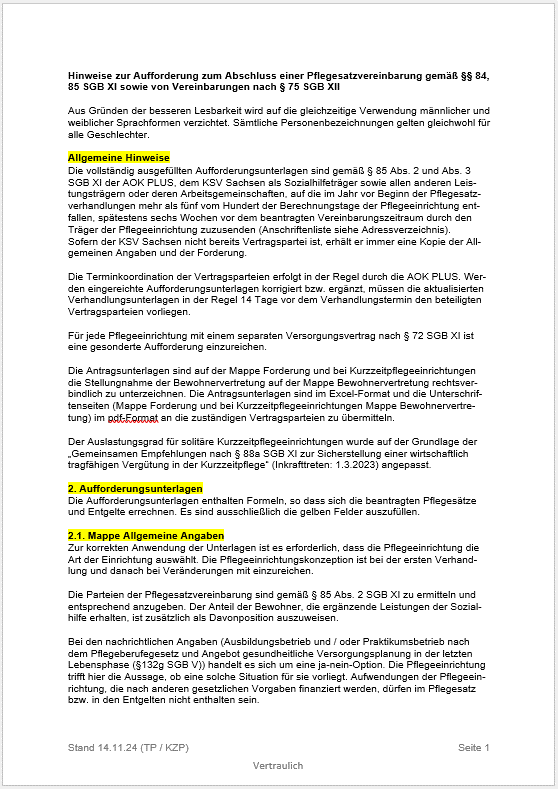 Hinweise zur Aufforderung zum Abschluss einer Pflegesatzvereinbarung gemäß §§ 84,
85 SGB XI sowie von Vereinbarungen nach § 75 SGB XII
Aus Gründen der besseren Lesbarkeit wird auf die gleichzeitige Verwendung männlicher und
weiblicher Sprachformen verzichtet. Sämtliche Personenbezeichnungen gelten gleichwohl für
alle Geschlechter.
Allgemeine Hinweise
Die vollständig ausgefüllten Aufforderungsunterlagen sind gemäß § 85 Abs. 2 und Abs. 3
SGB XI der AOK PLUS, dem KSV Sachsen als Sozialhilfeträger sowie allen anderen Leis-
tungsträgern oder deren Arbeitsgemeinschaften, auf die im Jahr vor Beginn der Pflegesatz-
verhandlungen mehr als fünf vom Hundert der Berechnungstage der Pflegeeinrichtung ent-
fallen, spätestens sechs Wochen vor dem beantragten Vereinbarungszeitraum durch den
Träger der Pflegeeinrichtung zuzusenden (Anschriftenliste siehe Adressverzeichnis).
Sofern der KSV Sachsen nicht bereits Vertragspartei ist, erhält er immer eine Kopie der All-
gemeinen Angaben und der Forderung.
Die Terminkoordination der Vertragsparteien erfolgt in der Regel durch die AOK PLUS. Wer-
den eingereichte Aufforderungsunterlagen korrigiert bzw. ergänzt, müssen die aktualisierten
Verhandlungsunterlagen in der Regel 14 Tage vor dem Verhandlungstermin den beteiligten
Vertragsparteien vorliegen.
Für jede Pflegeeinrichtung mit einem separaten Versorgungsvertrag nach § 72 SGB XI ist
eine gesonderte Aufforderung einzureichen.
Die Antragsunterlagen sind auf der Mappe Forderung und bei Kurzzeitpflegeeinrichtungen
die Stellungnahme der Bewohnervertretung auf der Mappe Bewohnervertretung rechtsver-
bindlich zu unterzeichnen. Die Antragsunterlagen sind im Excel-Format und die Unterschrif-
tenseiten (Mappe Forderung und bei Kurzzeitpflegeeinrichtungen Mappe Bewohnervertre-
tung) im pdf-Format an die zuständigen Vertragsparteien zu übermitteln.
Der Auslastungsgrad für solitäre Kurzzeitpflegeeinrichtungen wurde auf der Grundlage der
„Gemeinsamen Empfehlungen nach § 88a SGB XI zur Sicherstellung einer wirtschaftlich
tragfähigen Vergütung in der Kurzzeitpflege“ (Inkrafttreten: 1.3.2023) angepasst.
2. Aufforderungsunterlagen
Die Aufforderungsunterlagen enthalten Formeln, so dass sich die beantragten Pflegesätze
und Entgelte errechnen. Es sind ausschließlich die gelben Felder auszufüllen.
2.1. Mappe Allgemeine Angaben
Zur korrekten Anwendung der Unterlagen ist es erforderlich, dass die Pflegeeinrichtung die
Art der Einrichtung auswählt. Die Pflegeeinrichtungskonzeption ist bei der ersten Verhand-
lung und danach bei Veränderungen mit einzureichen.
Die Parteien der Pflegesatzvereinbarung sind gemäß § 85 Abs. 2 SGB XI zu ermitteln und
entsprechend anzugeben. Der Anteil der Bewohner, die ergänzende Leistungen der Sozial-
hilfe erhalten, ist zusätzlich als Davonposition auszuweisen.
Bei den nachrichtlichen Angaben (Ausbildungsbetrieb und / oder Praktikumsbetrieb nach
dem Pflegeberufegesetz und Angebot gesundheitliche Versorgungsplanung in der letzten
Lebensphase (§132g SGB V)) handelt es sich um eine ja-nein-Option. Die Pflegeeinrichtung
trifft hier die Aussage, ob eine solche Situation für sie vorliegt. Aufwendungen der Pflegeein-
richtung, die nach anderen gesetzlichen Vorgaben finanziert werden, dürfen im Pflegesatz
bzw. in den Entgelten nicht enthalten sein.
Stand 14.11.24 (TP / KZP) Seite 1
Vertraulich